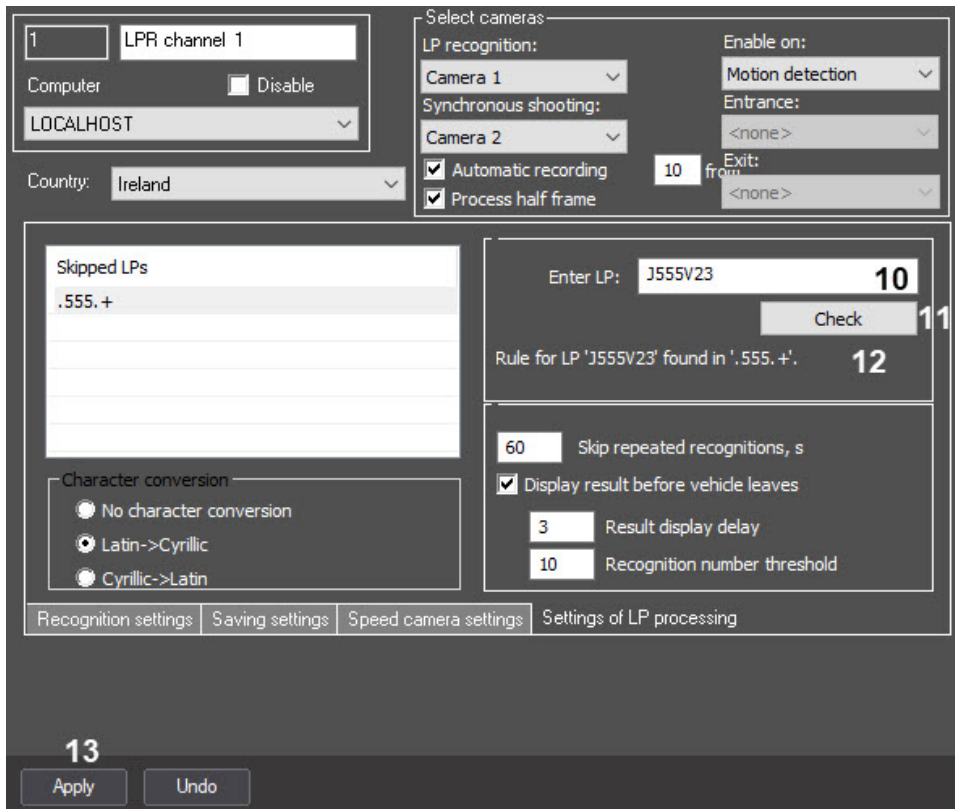 1
LPR channel 1
Computer
Disable
LOCALHOST
Country:
Ireland
Select cameras
LP recognition:
Camera 1
Synchronous shooting:
Camera 2
Automatic recording
Process half frame
10
from
Enable on:
Motion detection
Entrance:
<none>
Exit:
<none>
Skipped LPs
.555.+
Character conversion
No character conversion
Latin->Cyrillic
Cyrillic->Latin
Enter LP:
J555V23
10
Check
11
Rule for LP 'J555V23' found in '.555.+'.
12
60
Skip repeated recognitions, s
Display result before vehicle leaves
3
Result display delay
10
Recognition number threshold
Recognition settings
Saving settings
Speed camera settings
Settings of LP processing
13
Apply
Undo